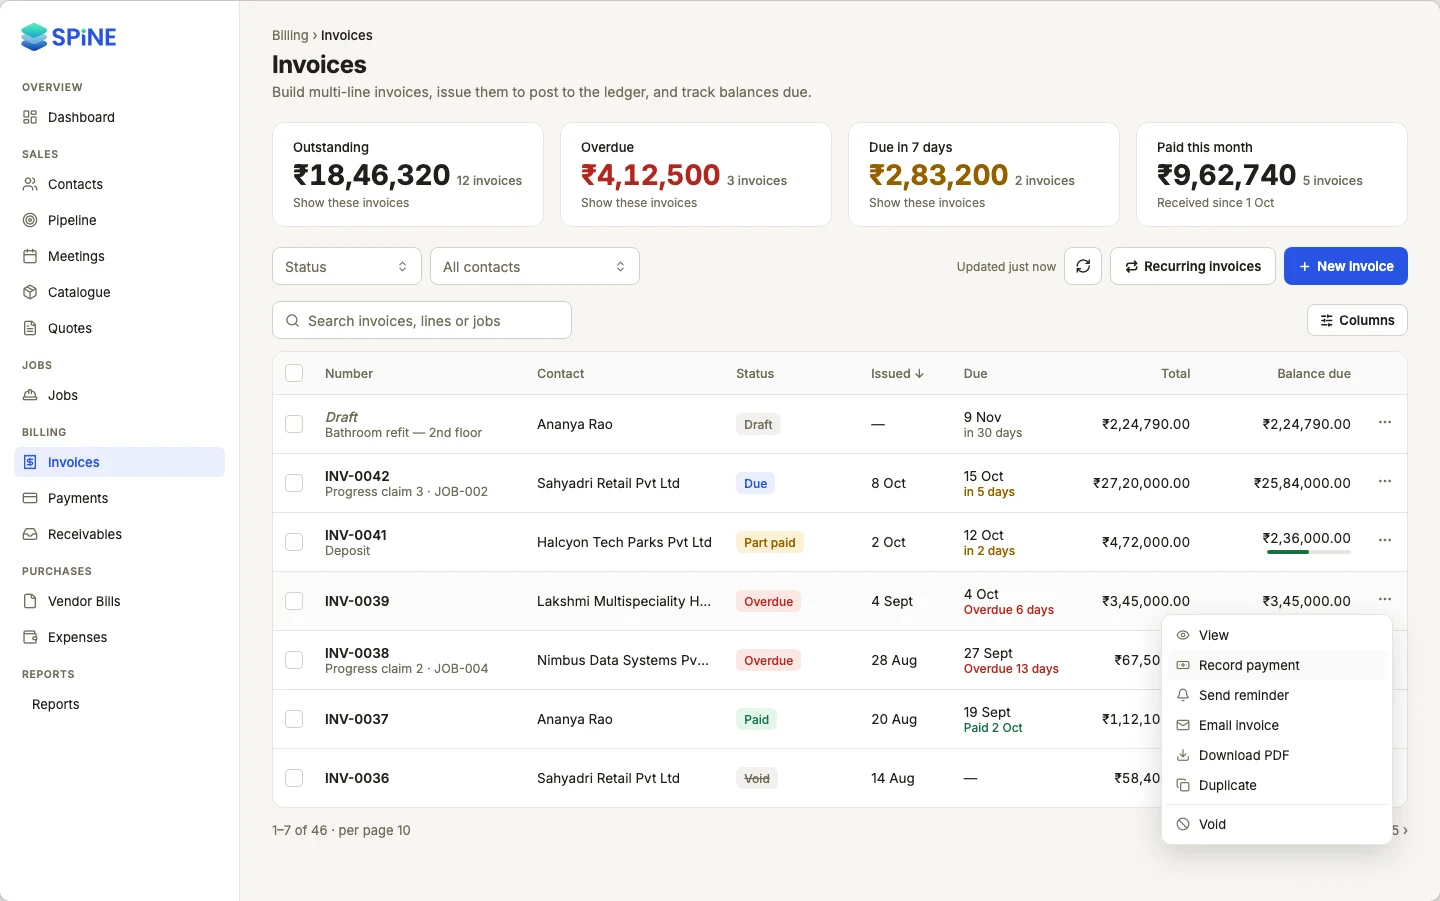 SPiNE
OVERVIEW
Dashboard
SALES
Contacts
Pipeline
Meetings
Catalogue
Quotes
JOBS
Jobs
BILLING
Invoices
Payments
Receivables
PURCHASES
Vendor Bills
Expenses
REPORTS
Reports
Billing › Invoices
Invoices
Build multi-line invoices, issue them to post to the ledger, and track balances due.
Outstanding
₹18,46,320 12 invoices
Show these invoices
Overdue
₹4,12,500 3 invoices
Show these invoices
Due in 7 days
₹2,83,200 2 invoices
Show these invoices
Paid this month
₹9,62,740 5 invoices
Received since 1 Oct
Status All contacts Updated just now Recurring invoices + New Invoice
Search invoices, lines or jobs Columns
Number Contact Status Issued ↓ Due Total Balance due
Draft
Bathroom refit — 2nd floor
Ananya Rao Draft — 9 Nov
in 30 days
₹2,24,790.00 ₹2,24,790.00 ···
INV-0042
Progress claim 3 · JOB-002
Sahyadri Retail Pvt Ltd Due 8 Oct 15 Oct
in 5 days
₹27,20,000.00 ₹25,84,000.00 ···
INV-0041
Deposit
Halcyon Tech Parks Pvt Ltd Part paid 2 Oct 12 Oct
in 2 days
₹4,72,000.00 ₹2,36,000.00 ···
INV-0039 Lakshmi Multispeciality H... Overdue 4 Sept 4 Oct
Overdue 6 days
₹3,45,000.00 ₹3,45,000.00 ···
INV-0038
Progress claim 2 · JOB-004
Nimbus Data Systems Pv... Overdue 28 Aug 27 Sept
Overdue 13 days
₹67,50
INV-0037 Ananya Rao Paid 20 Aug 19 Sept
Paid 2 Oct
₹1,12,10
INV-0036 Sahyadri Retail Pvt Ltd Void 14 Aug — ₹58,40
View
Record payment
Send reminder
Email invoice
Download PDF
Duplicate
Void
1–7 of 46 · per page 10 5 ›